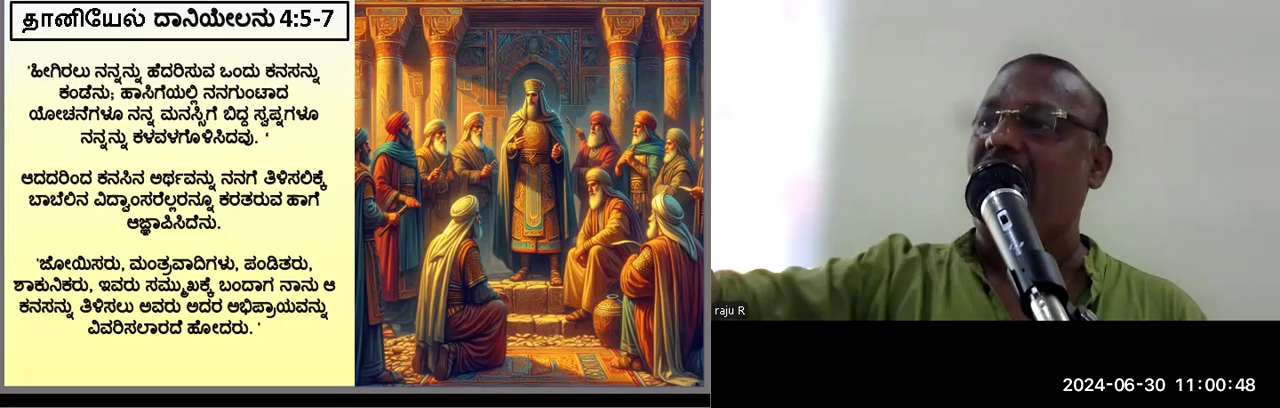 தானியேல் ದಾನಿಯೇಲನು 4:5-7
'ಹೀಗಿರಲು ನನ್ನನ್ನು ಹೆದರಿಸುವ ಒಂದು ಕನಸನ್ನು
ಕಂಡೆನು; ಹಾಸಿಗೆಯಲ್ಲಿ ನನಗುಂಟಾದ
ಯೋಚನೆಗಳೂ ನನ್ನ ಮನಸ್ಸಿಗೆ ಬಿದ್ದ ಸ್ವಪ್ನಗಳೂ
ನನ್ನನ್ನು ಕಳವಳಗೊಳಿಸಿದವು. '
ಆದದರಿಂದ ಕನಸಿನ ಅರ್ಥವನ್ನು ನನಗೆ ತಿಳಿಸಲಿಕ್ಕೆ
ಬಾಬೆಲಿನ ವಿದ್ವಾಂಸರೆಲ್ಲರನ್ನೂ ಕರತರುವ ಹಾಗೆ
ಆಜ್ಞಾಪಿಸಿದೆನು.
'ಜೋಯಿಸರು, ಮಂತ್ರವಾದಿಗಳು, ಪಂಡಿತರು,
ಶಾಕುನಿಕರು, ಇವರು ಸಮ್ಮುಖಕ್ಕೆ ಬಂದಾಗ ನಾನು ಆ
ಕನಸನ್ನು ತಿಳಿಸಲು ಅವರು ಅದರ ಅಭಿಪ್ರಾಯವನ್ನು
ವಿವರಿಸಲಾರದೆ ಹೋದರು. '
raju R
2024-06-30 11:00:48